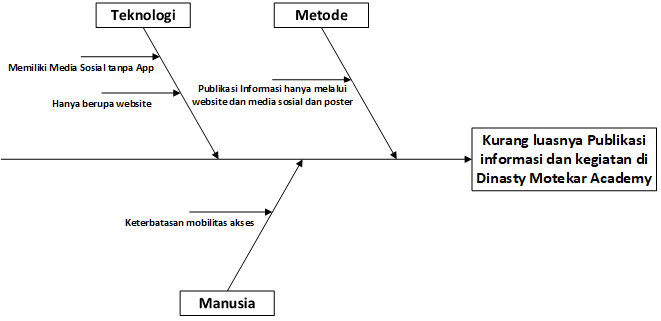 Teknologi
Metode
Memiliki Media Sosial tanpa App
Publikasi Informasi hanya melalui
website dan media sosial dan poster
Hanya berupa website
Kurang luasnya Publikasi
informasi dan kegiatan di
Dinasty Motekar Academy
Keterbatasan mobilitas akses
Manusia